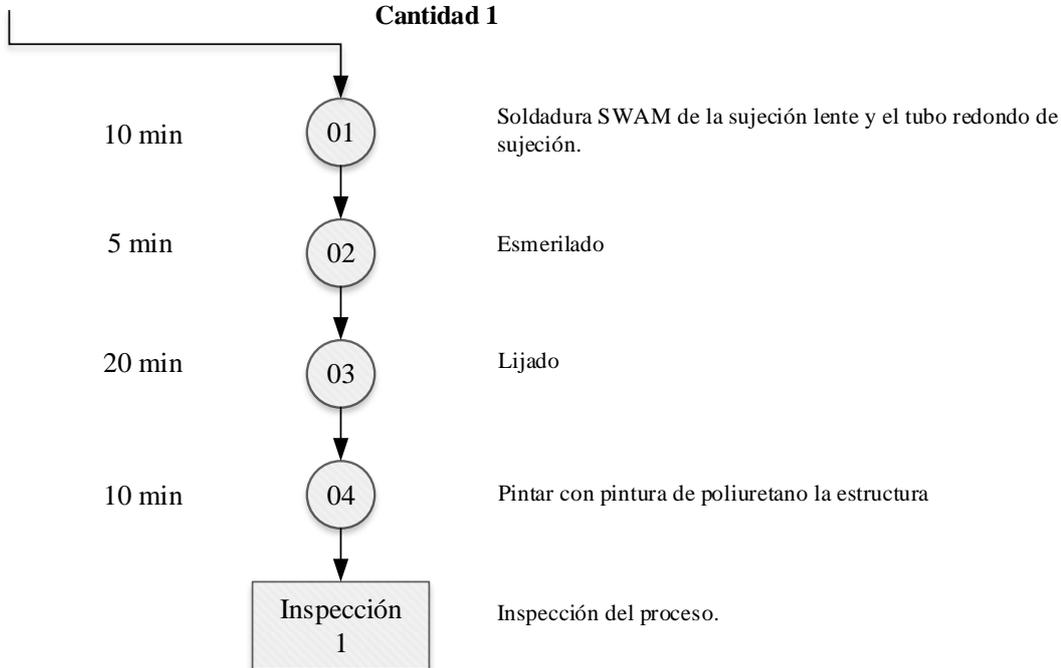 Cantidad 1
10 min
01
Soldadura SWAM de la sujeción lente y el tubo redondo de
sujeción.
5 min
02
Esmerilado
20 min
03
Lijado
10 min
04
Pintar con pintura de poliuretano la estructura
Inspección
1
Inspección del proceso.